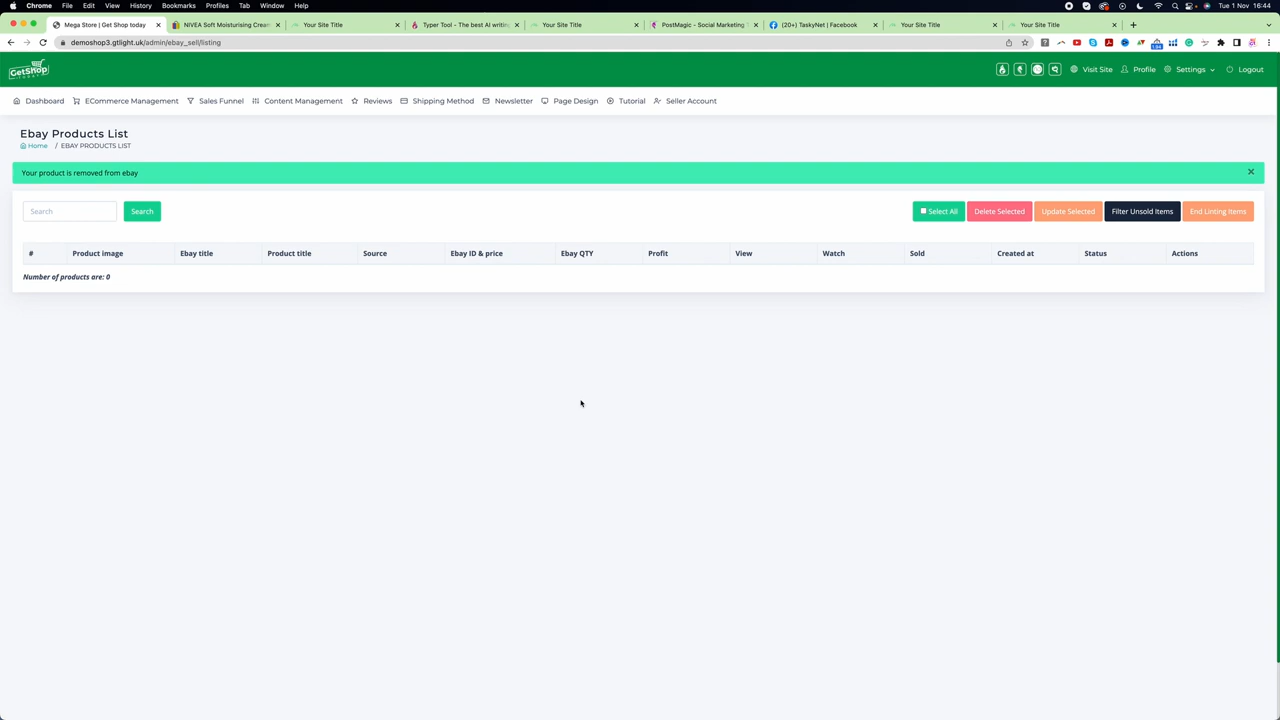 Chrome File Edit View History Bookmarks Profiles Tab Window Help Tue 1 Nov 16:44
Mega Store | Get Shop today NIVEA Soft Moisturising Cream Your Site Title Typer Tool - The best AI writin Your Site Title PostMagic - Social Marketing (20+) TaskyNet | Facebook Your Site Title Your Site Title
demoshop3.gtlight.uk/admin/ebay_sell/listing
GetShop Visit Site Profile Settings Logout
Dashboard ECommerce Management Sales Funnel Content Management Reviews Shipping Method Newsletter Page Design Tutorial Seller Account
Ebay Products List
Home / EBAY PRODUCTS LIST
Your product is removed from ebay
Search Search Select All Delete Selected Update Selected Filter Unsold Items End Linting Items
# Product image Ebay title Product title Source Ebay ID & price Ebay QTY Profit View Watch Sold Created at Status Actions
Number of products are: 0